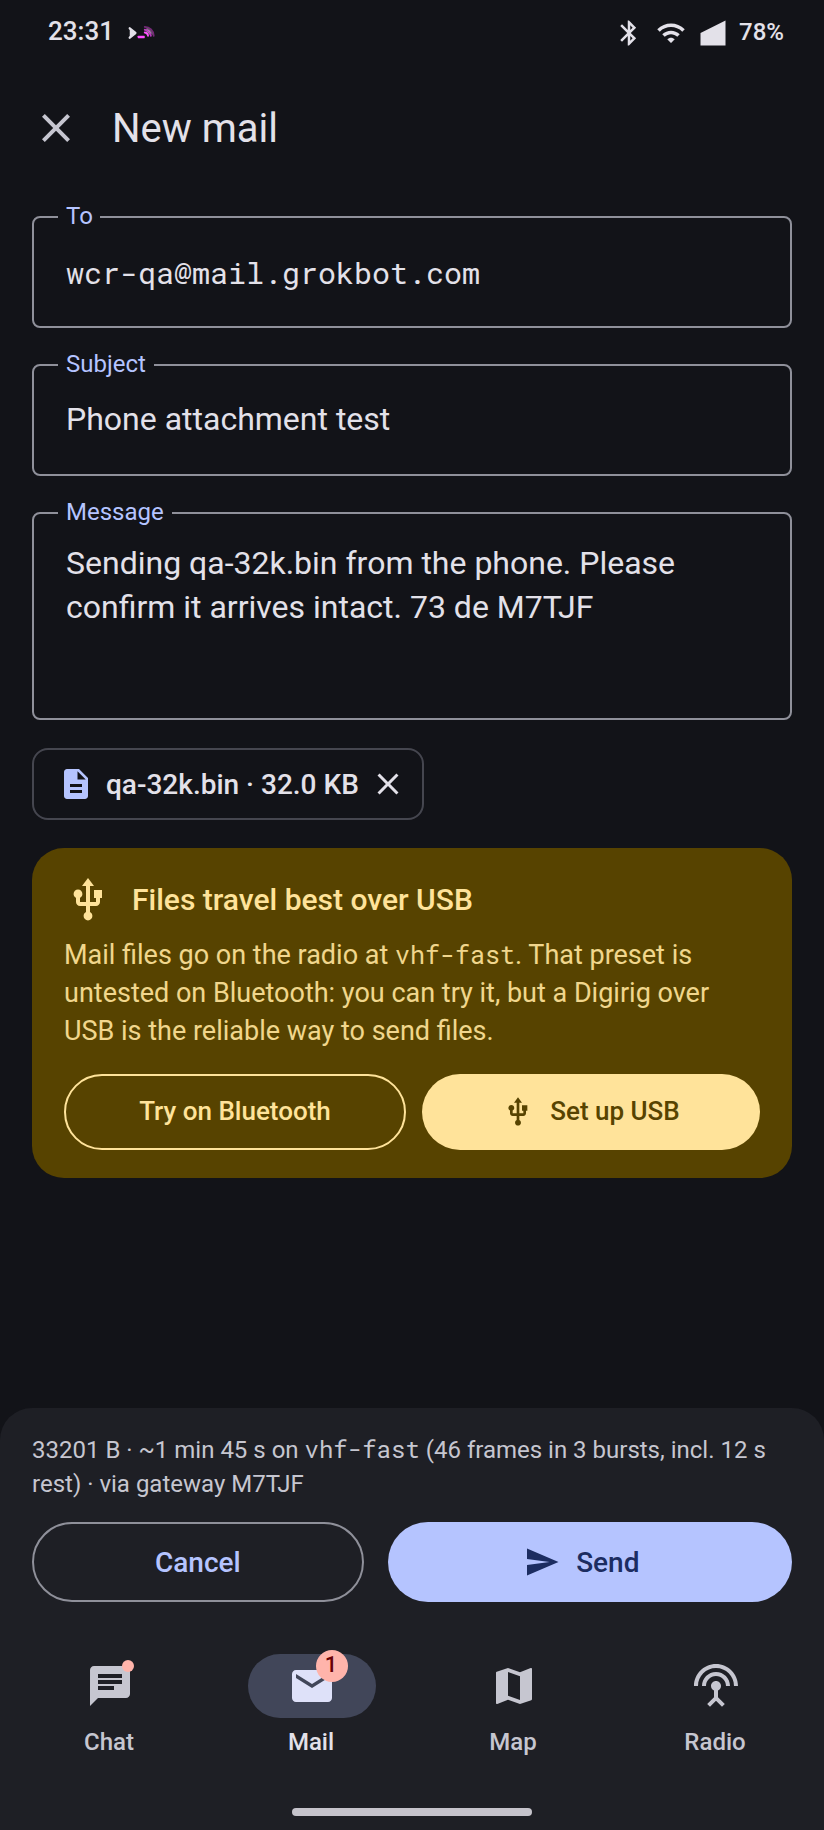 23:31
78%
New mail
To
wcr-qa@mail.grokbot.com
Subject
Phone attachment test
Message
Sending qa-32k.bin from the phone. Please
confirm it arrives intact. 73 de M7TJF
qa-32k.bin · 32.0 KB
Files travel best over USB
Mail files go on the radio at vhf-fast. That preset is
untested on Bluetooth: you can try it, but a Digirig over
USB is the reliable way to send files.
Try on Bluetooth
Set up USB
33201 B · ~1 min 45 s on vhf-fast (46 frames in 3 bursts, incl. 12 s
rest) · via gateway M7TJF
Cancel
Send
1
Chat
Mail
Map
Radio